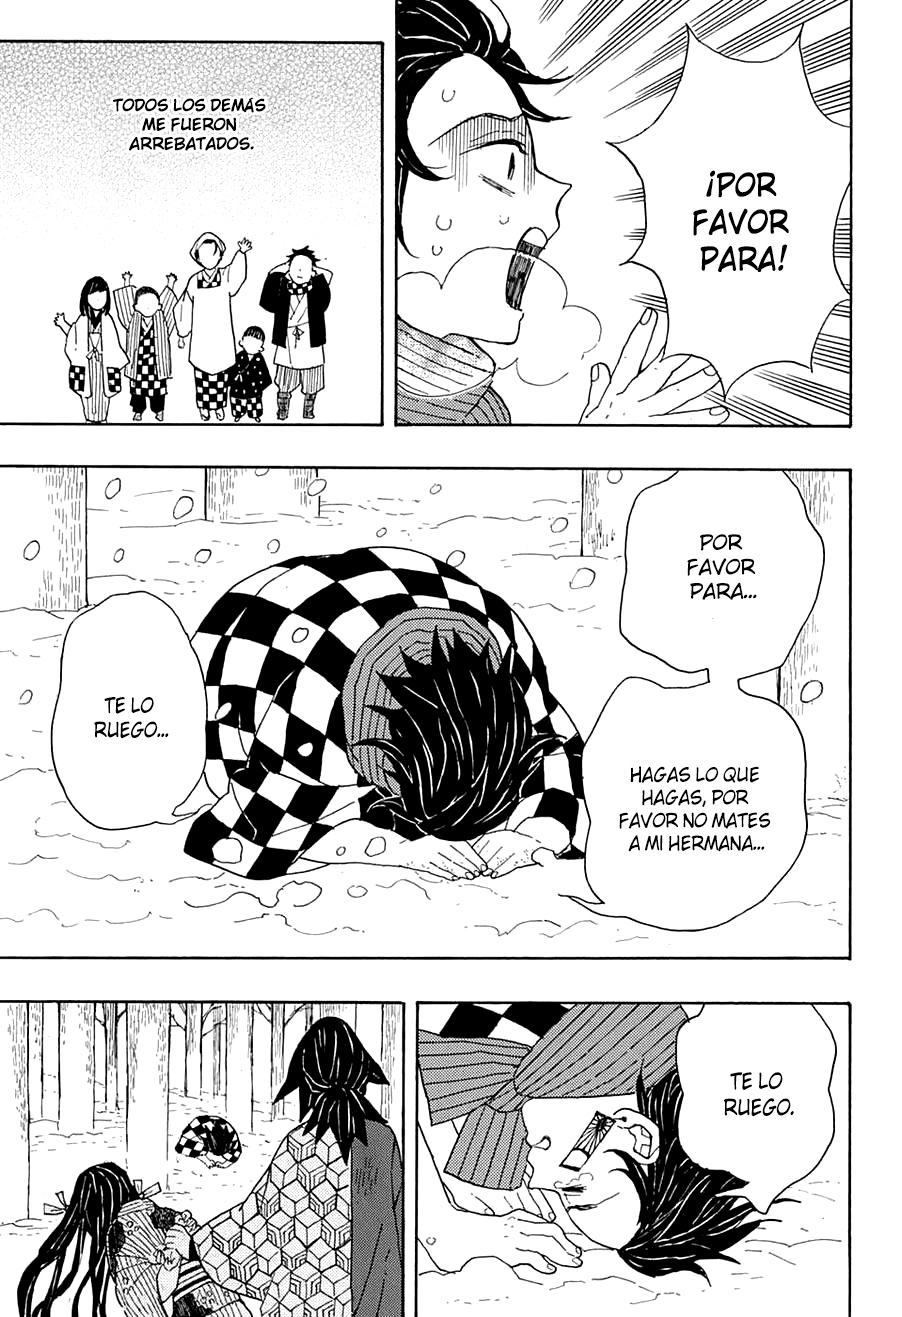 ¡POR
FAVOR
PARA!
TODOS LOS DEMÁS
ME FUERON
ARREBATADOS.
POR
FAVOR
PARA...
HAGAS LO QUE
HAGAS, POR
FAVOR NO MATES
A MI HERMANA...
TE LO
RUEGO...
TE LO
RUEGO.